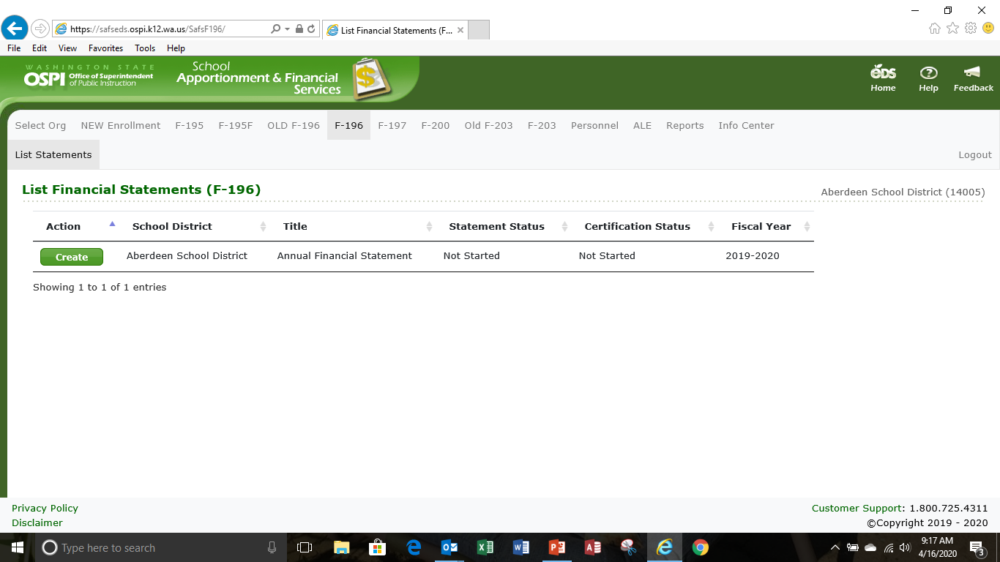 https://safseds.ospi.k12.wa.us/SafsF196/
List Financial Statements (F...
File Edit View Favorites Tools Help
WASHINGTON STATE
OSPI Office of Superintendent of Public Instruction
School
Apportionment & Financial
Services
eds
Home Help Feedback
Select Org NEW Enrollment F-195 F-195F OLD F-196 F-196 F-197 F-200 Old F-203 F-203 Personnel ALE Reports Info Center
List Statements Logout
List Financial Statements (F-196)
Aberdeen School District (14005)
Action School District Title Statement Status Certification Status Fiscal Year
Create Aberdeen School District Annual Financial Statement Not Started Not Started 2019-2020
Showing 1 to 1 of 1 entries
Privacy Policy Customer Support: 1.800.725.4311
Disclaimer ©Copyright 2019 - 2020
Type here to search
9:17 AM
4/16/2020
3